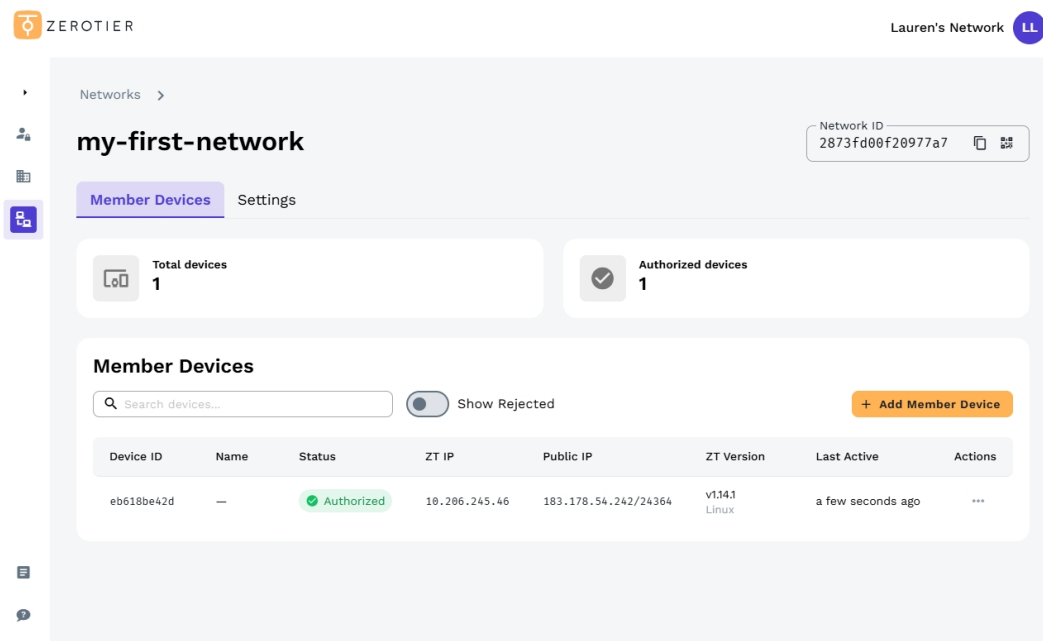 ZEROTIER
Lauren's Network LL
Networks
my-first-network
Network ID
2873fd00f20977a7
Member Devices Settings
Total devices
1
Authorized devices
1
Member Devices
Search devices...
Show Rejected
+ Add Member Device
Device ID Name Status ZT IP Public IP ZT Version Last Active Actions
eb618be42d — Authorized 10.206.245.46 183.178.54.242/24364 v1.14.1 a few seconds ago
Linux